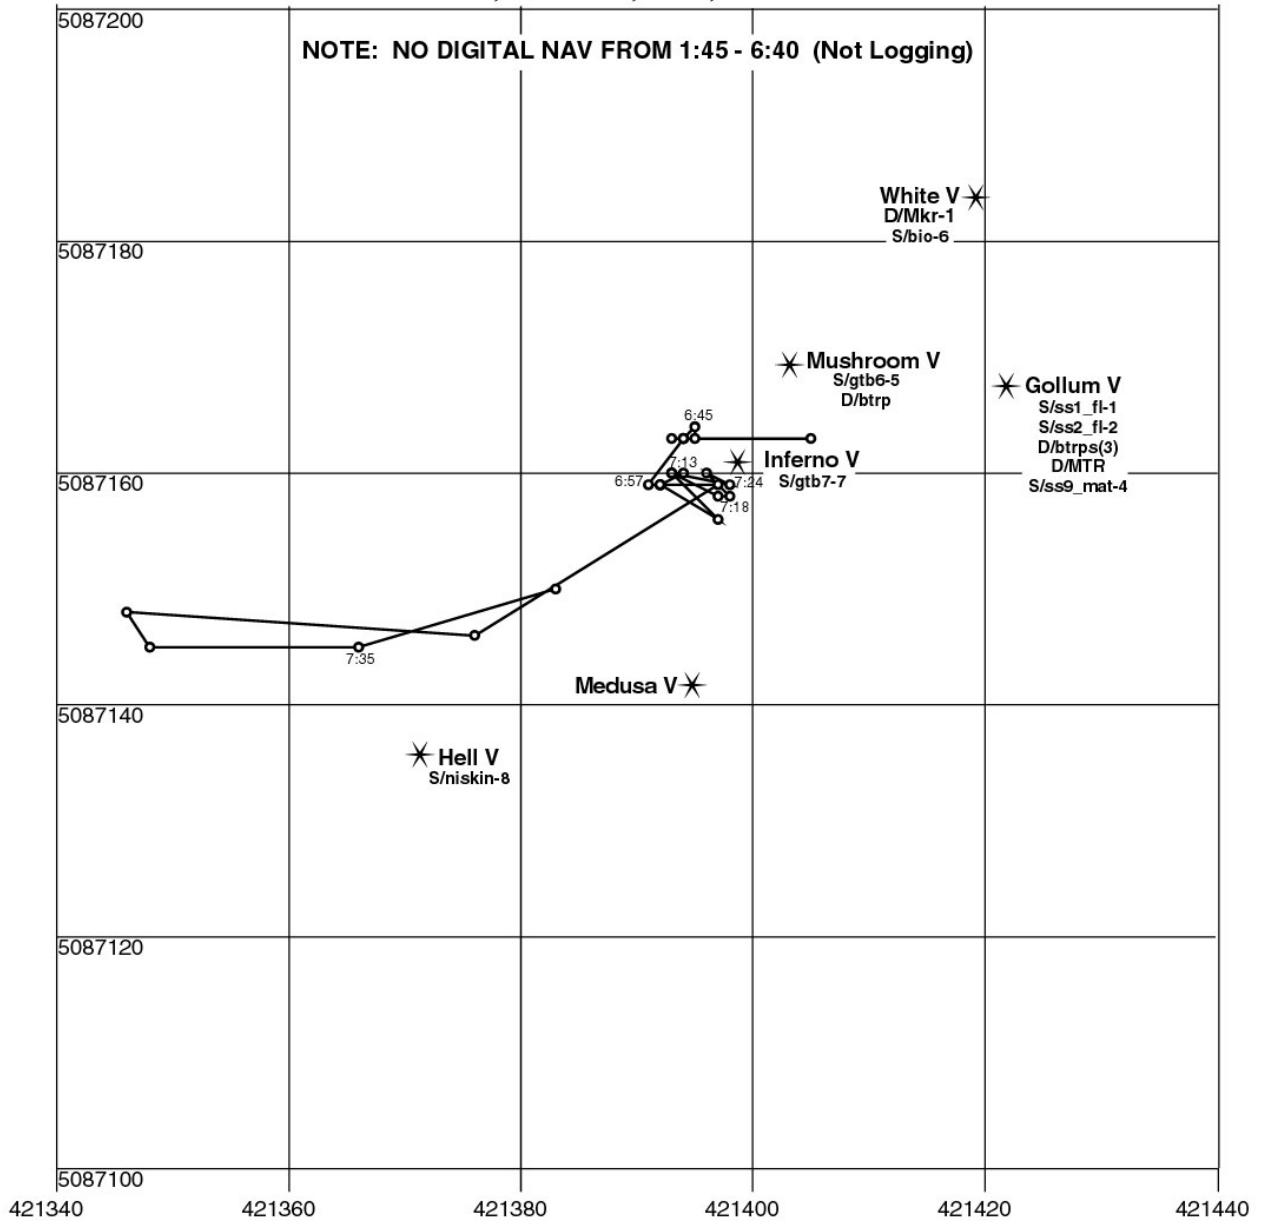 5087200
NOTE: NO DIGITAL NAV FROM 1:45 - 6:40 (Not Logging)
White V
D/Mkr-1
S/bio-6
5087180
Mushroom V
S/gtb6-5
D/btrp
Gollum V
S/ss1_fl-1
S/ss2_fl-2
D/btrps(3)
D/MTR
S/ss9_mat-4
6:45
7:13
Inferno V
S/gtb7-7
6:57
7:24
7:18
5087160
7:35
Medusa V
5087140
Hell V
S/niskin-8
5087120
5087100
421340 421360 421380 421400 421420 421440